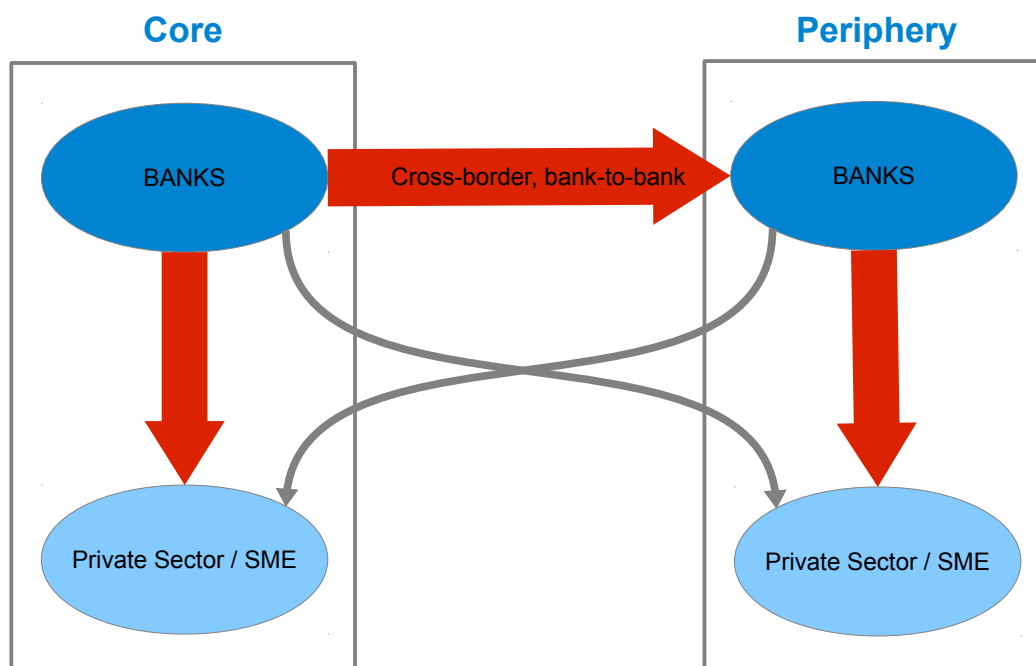 Core
Periphery
BANKS
Cross-border, bank-to-bank
BANKS
Private Sector / SME
Private Sector / SME